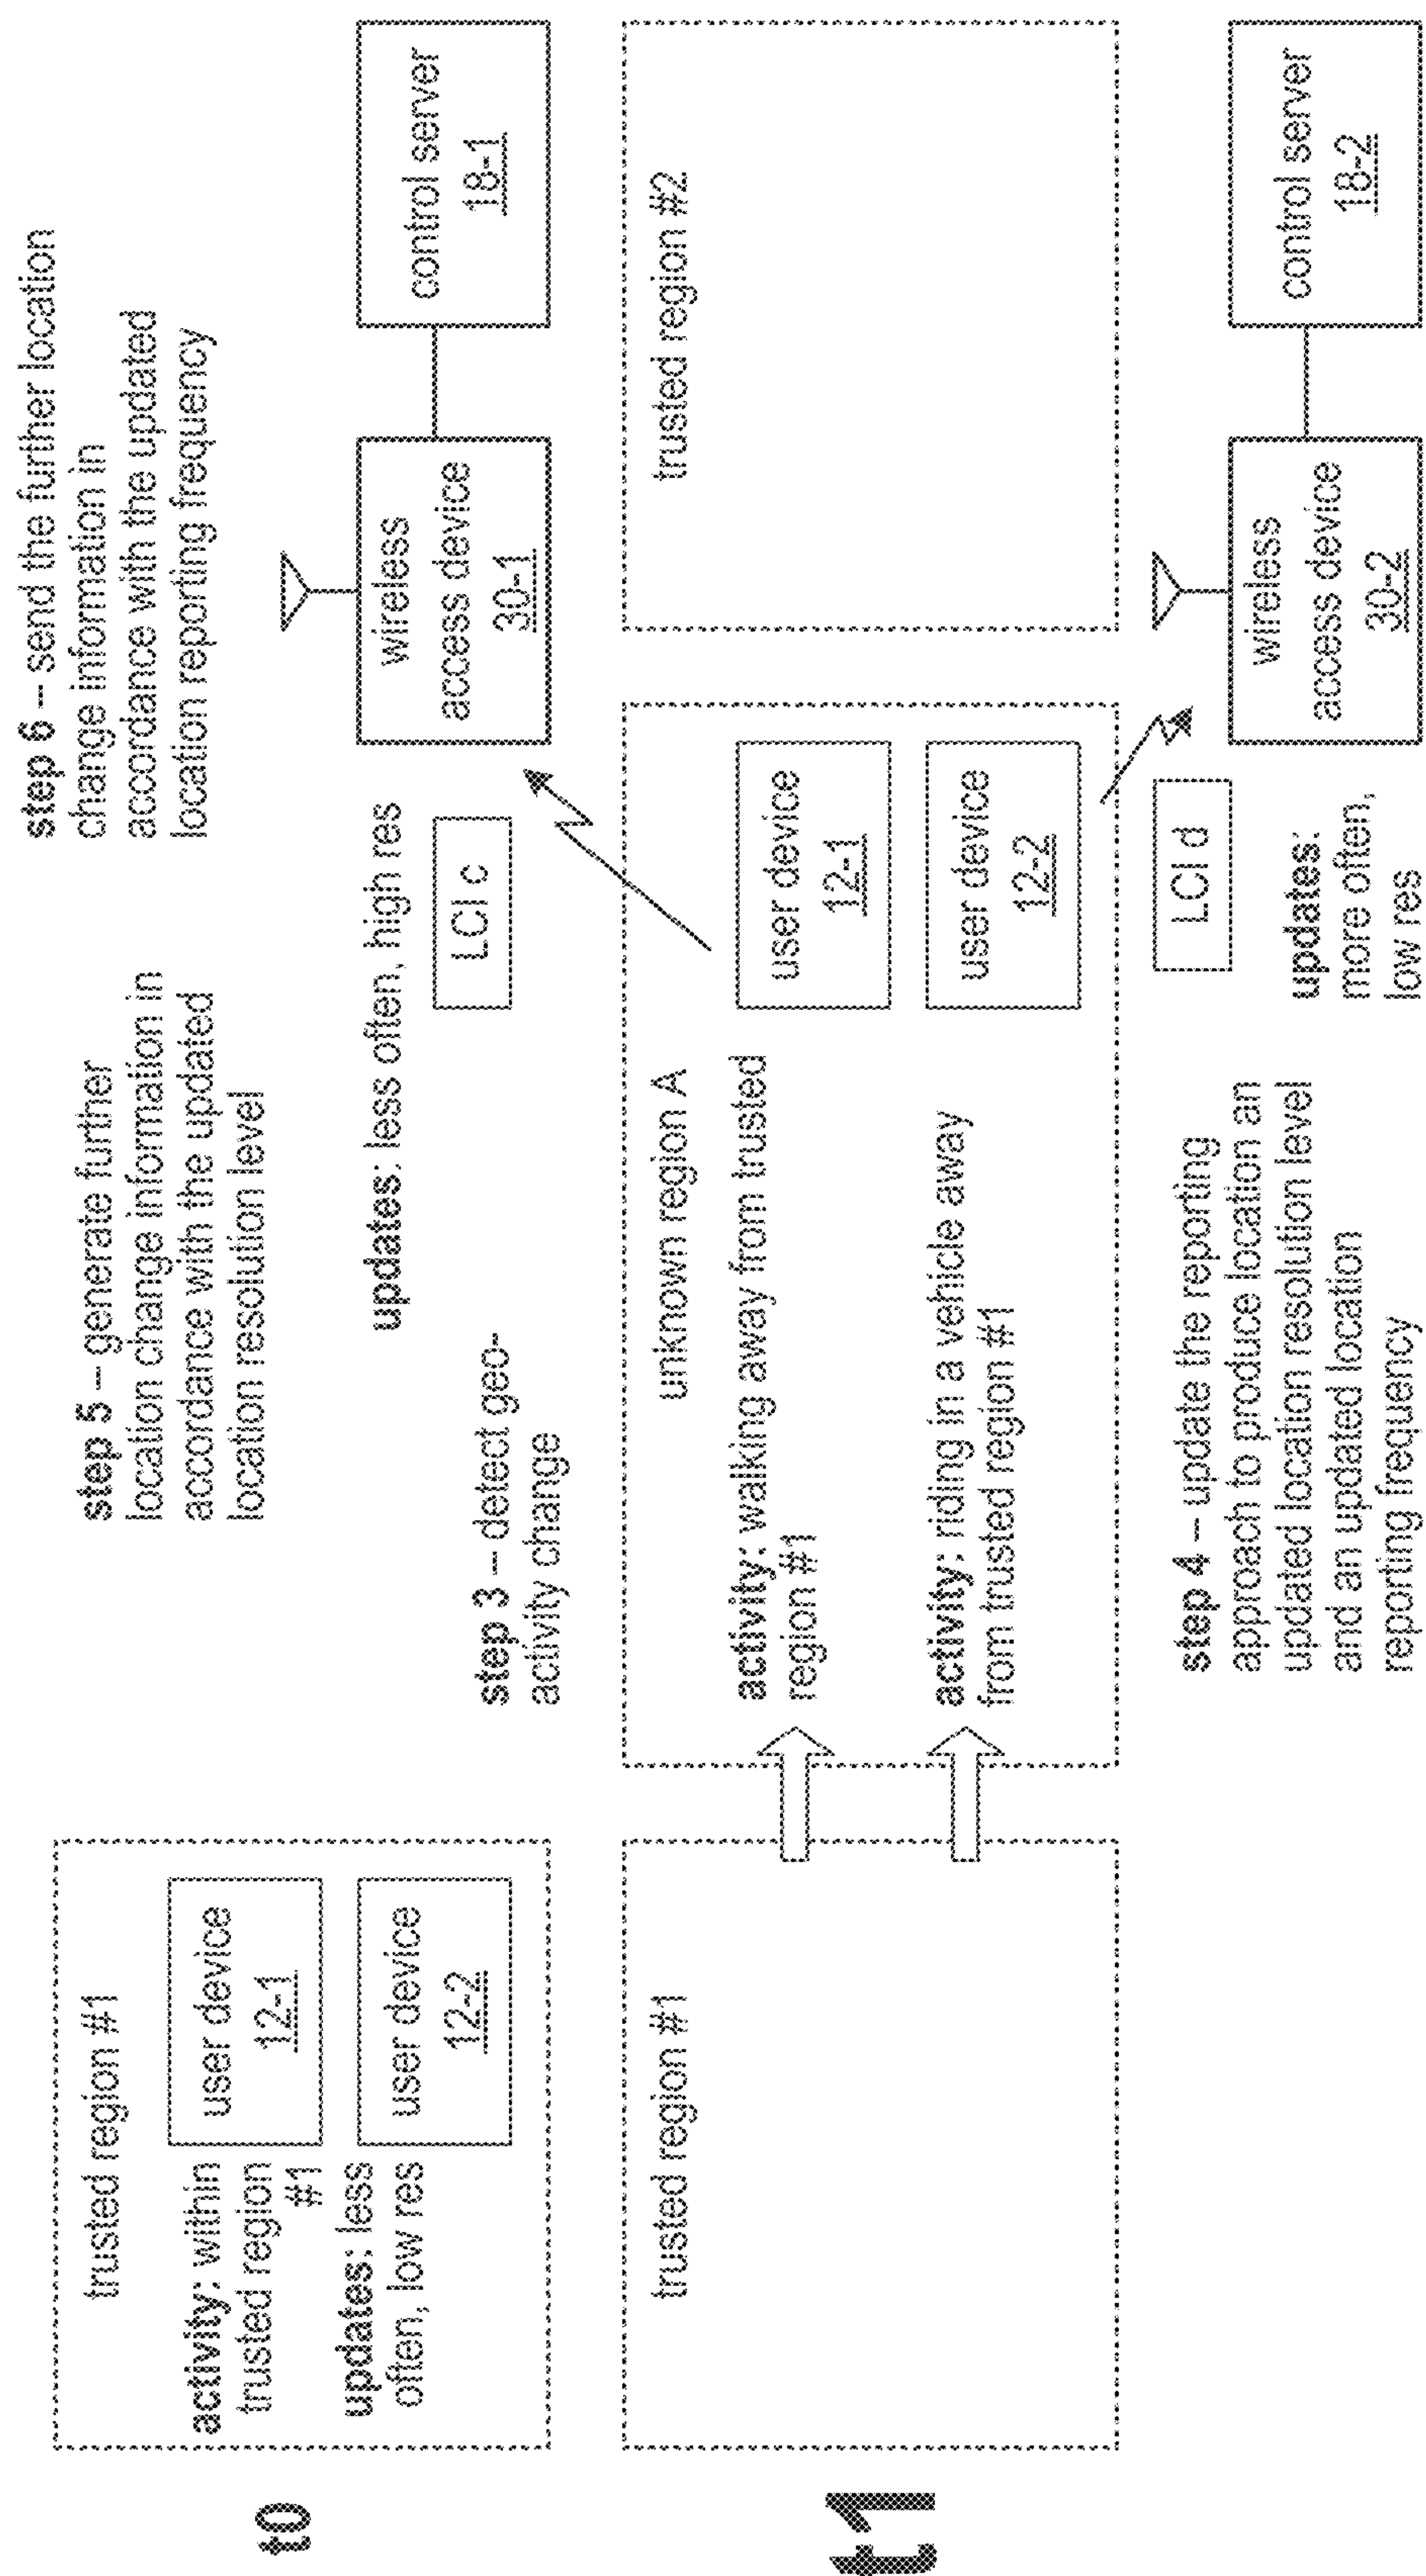 step 6 – send the further location
change information in
accordance with the updated
location reporting frequency
step 5 – generate further
location change information in
accordance with the updated
location resolution level
t0
trusted region #1
activity: within
trusted region
#1
updates: less
often, low res
user device
12-1
user device
12-2
step 3 – detect geo-
activity change
updates: less often, high res
LCI c
wireless
access device
30-1
control server
18-1
t1
trusted region #1
unknown region A
activity: walking away from trusted
region #1
activity: riding in a vehicle away
from trusted region #1
user device
12-1
user device
12-2
trusted region #2
step 4 – update the reporting
approach to produce location an
updated location resolution level
and an updated location
reporting frequency
LCI d
updates:
more often,
low res
wireless
access device
30-2
control server
18-2